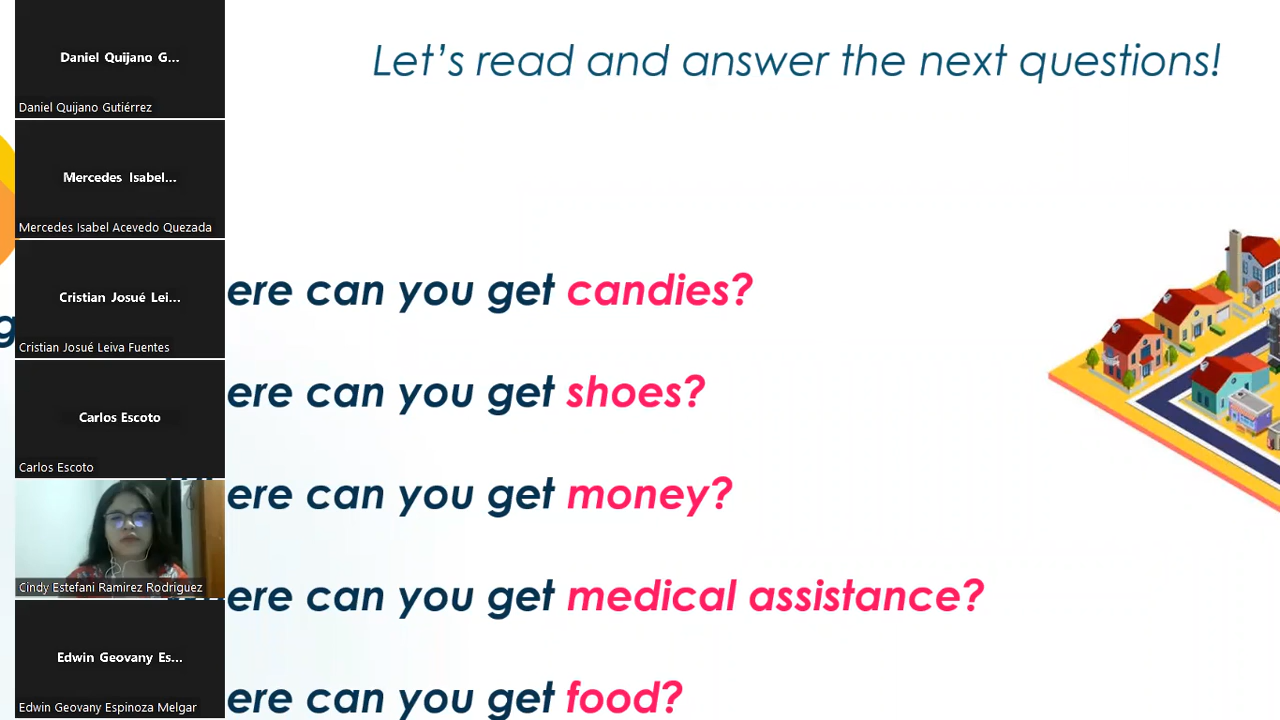 Daniel Quijano G...
Daniel Quijano Gutiérrez
Mercedes Isabel...
Mercedes Isabel Acevedo Quezada
Cristian Josué Lei...
Cristian Josué Leiva Fuentes
Carlos Escoto
Carlos Escoto
Cindy Estefani Ramirez Rodriguez
Edwin Geovany Es...
Edwin Geovany Espinoza Melgar
Let's read and answer the next questions!
g
ere can you get candies?
ere can you get shoes?
ere can you get money?
ere can you get medical assistance?
ere can you get food?